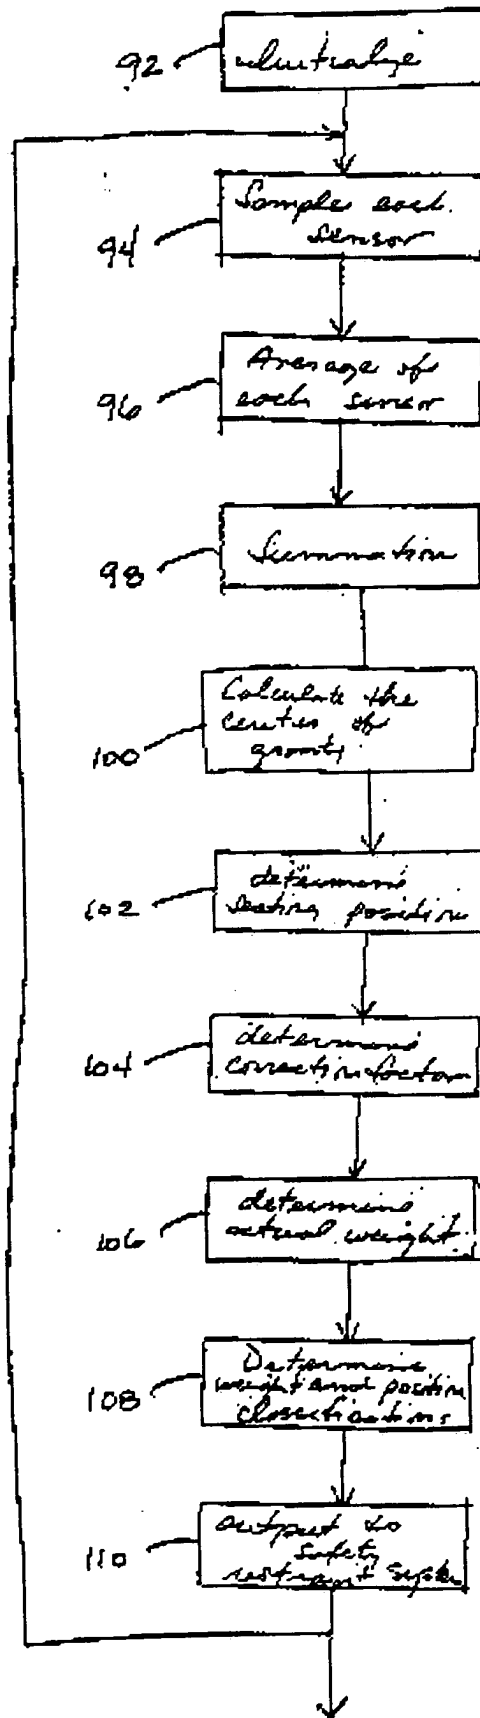 92
Initialize
94
Sample each
sensor
96
Average of
each sensor
98
Summation
100
Calculate the
center of
gravity
102
determine
seating position
104
determine
correction factor
106
determine
actual weight
108
Determine
weight and position
classifications
110
output to
safety
restraint system